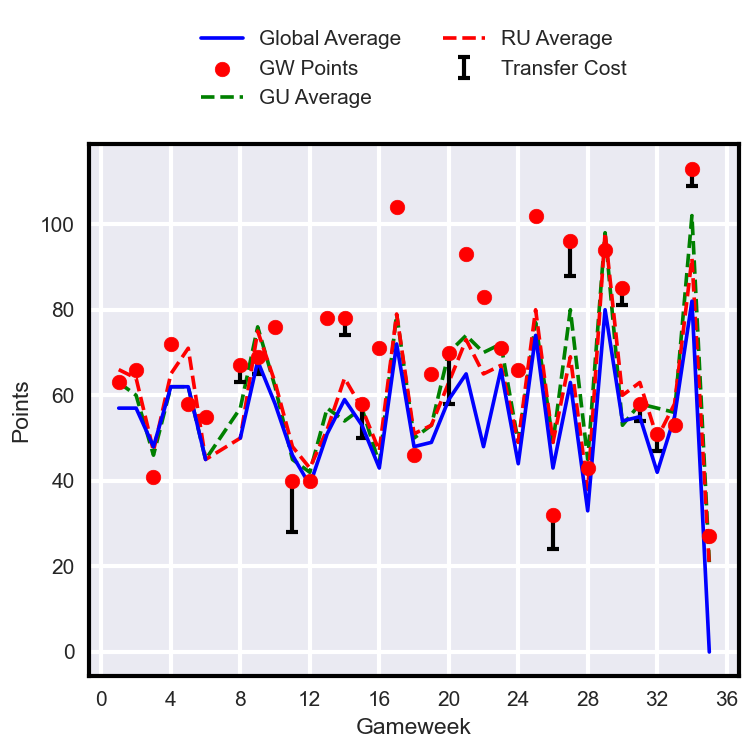 Global Average
GW Points
GU Average
RU Average
Transfer Cost
Points
100
80
60
40
20
0
0 4 8 12 16 20 24 28 32 36
Gameweek